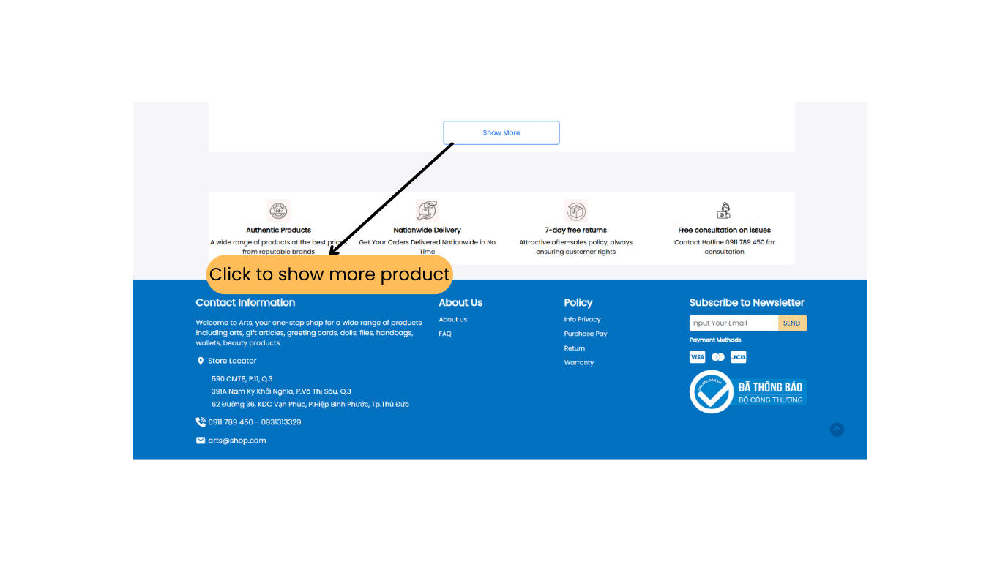 Show More
100%
Authentic Products
A wide range of products at the best prices
from reputable brands
Nationwide Delivery
Get Your Orders Delivered Nationwide in No
Time
7-day free returns
Attractive after-sales policy, always
ensuring customer rights
Free consultation on issues
Contact Hotline 0911 789 450 for
consultation
Click to show more product
Contact Information
Welcome to Arts, your one-stop shop for a wide range of products
including arts, gift articles, greeting cards, dolls, files, handbags,
wallets, beauty products.
Store Locator
590 CMT8, P.11, Q.3
391A Nam Kỳ Khởi Nghĩa, P.Võ Thị Sáu, Q.3
62 Đường 36, KDC Vạn Phúc, P.Hiệp Bình Phước, Tp.Thủ Đức
0911 789 450 - 0931313329
arts@shop.com
About Us
About us
FAQ
Policy
Info Privacy
Purchase Pay
Return
Warranty
Subscribe to Newsletter
Input Your Email
SEND
Payment Methods
VISA
JCB
ONLINE.GOV.VN
ĐÃ THÔNG BÁO
BỘ CÔNG THƯƠNG